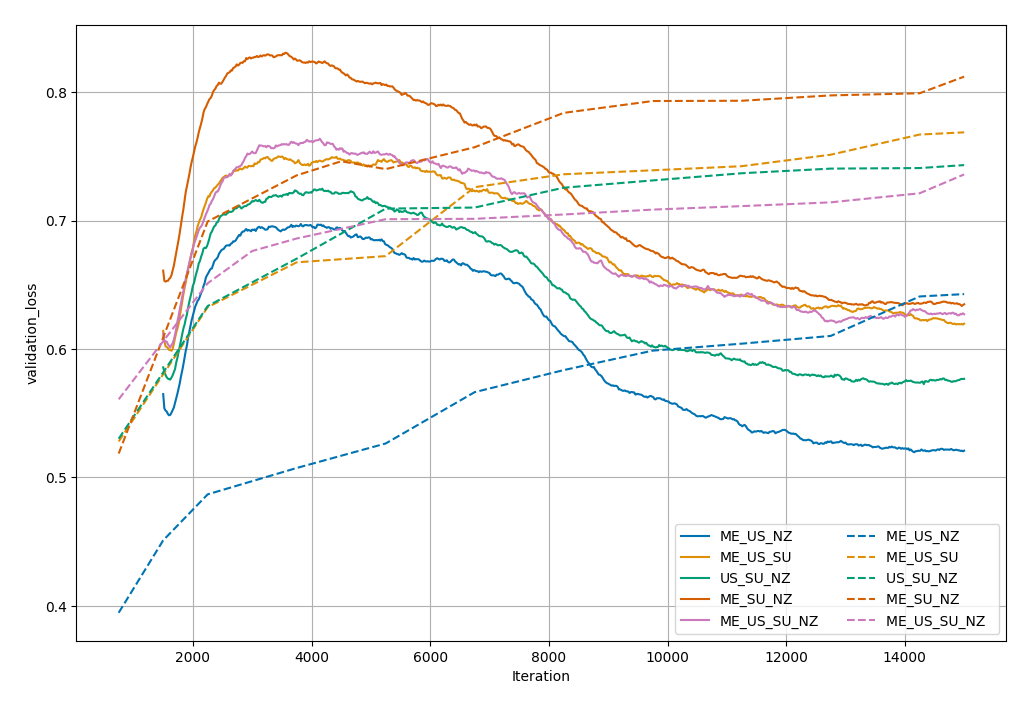 0.8
0.7
0.6
0.5
0.4
validation_loss
2000 4000 6000 8000 10000 12000 14000
Iteration
ME_US_NZ ME_US_NZ
ME_US_SU ME_US_SU
US_SU_NZ US_SU_NZ
ME_SU_NZ ME_SU_NZ
ME_US_SU_NZ ME_US_SU_NZ